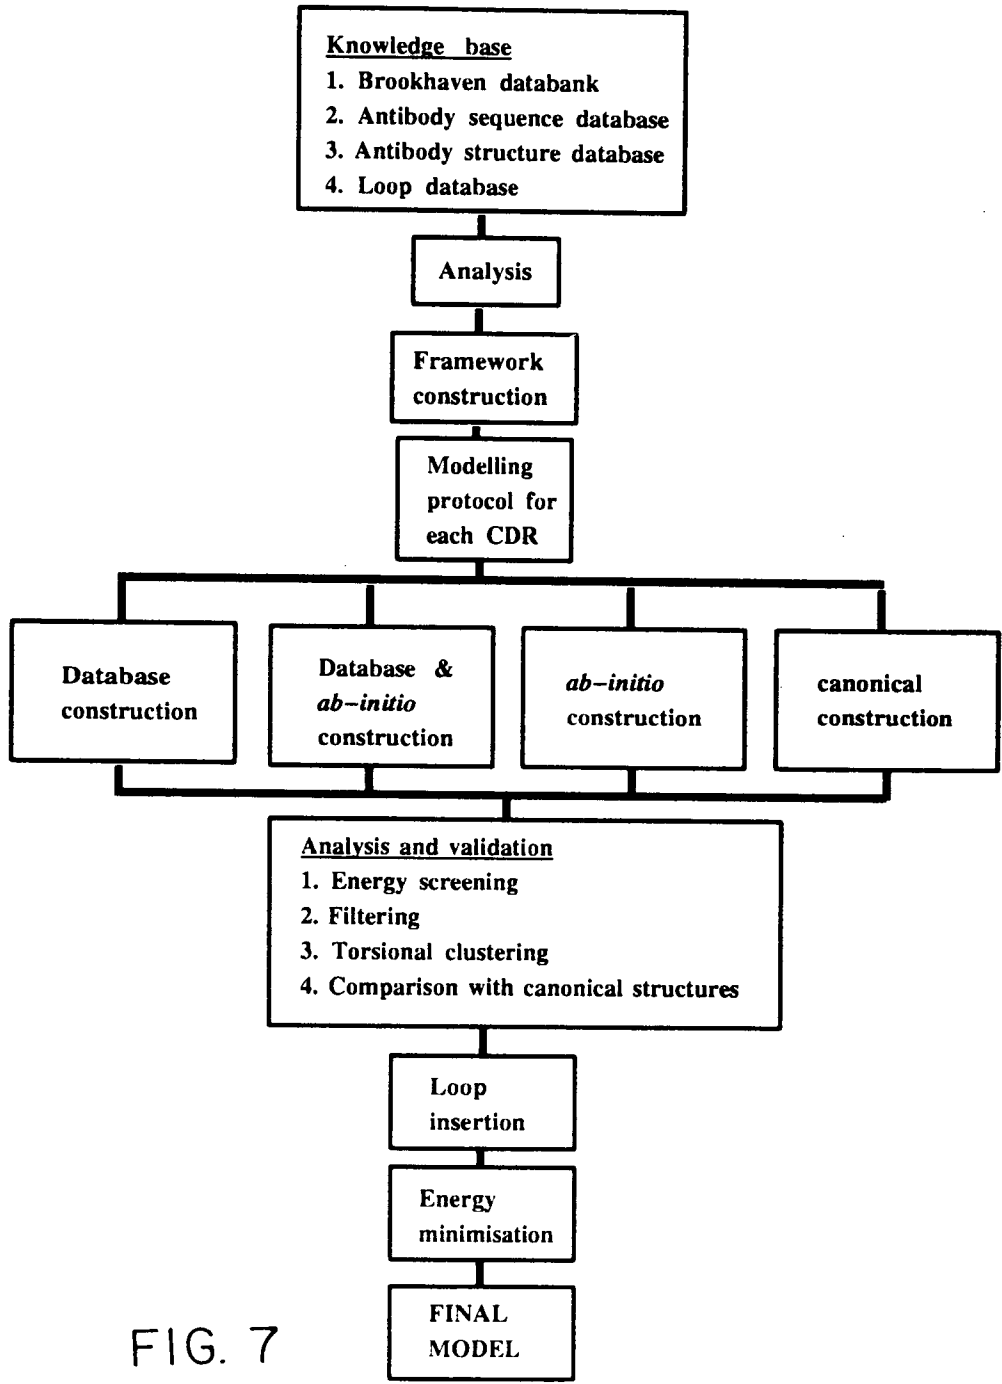 Knowledge base
1. Brookhaven databank
2. Antibody sequence database
3. Antibody structure database
4. Loop database
Analysis
Framework
construction
Modelling
protocol for
each CDR
Database
construction
Database &
ab-initio
construction
ab-initio
construction
canonical
construction
Analysis and validation
1. Energy screening
2. Filtering
3. Torsional clustering
4. Comparison with canonical structures
Loop
insertion
Energy
minimisation
FINAL
MODEL
FIG. 7